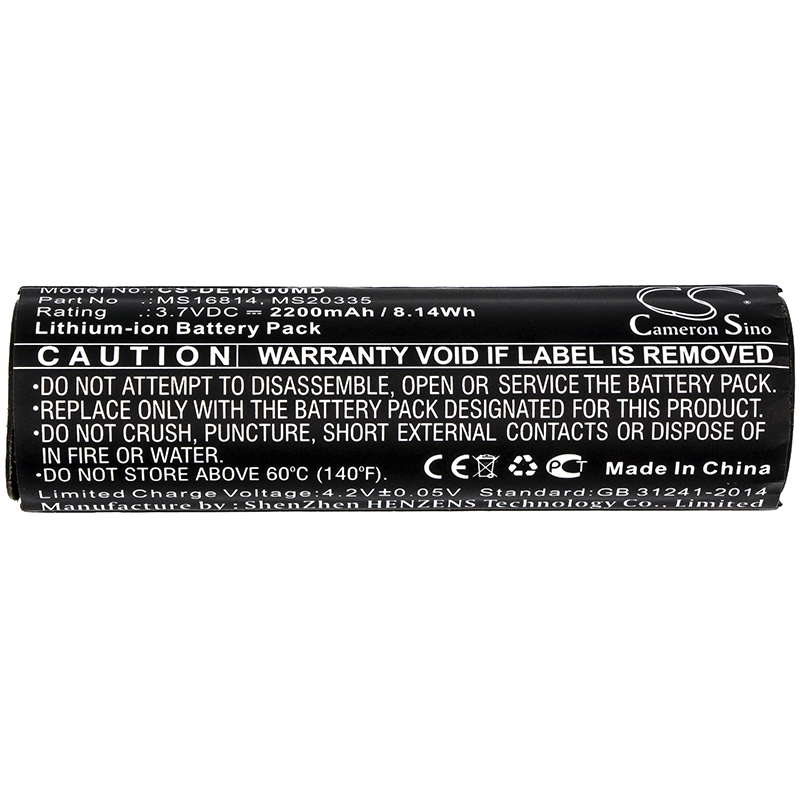 Model No .: CS-DEM300MD
Part No .: MS16814, MS20335
Rating .: 3.7VDC ⎓ 2200mAh / 8.14Wh
Lithium-ion Battery Pack
CS
Cameron Sino
CAUTION WARRANTY VOID IF LABEL IS REMOVED
•DO NOT ATTEMPT TO DISASSEMBLE, OPEN OR SERVICE THE BATTERY PACK.
•REPLACE ONLY WITH THE BATTERY PACK DESIGNATED FOR THIS PRODUCT.
•DO NOT CRUSH, PUNCTURE, SHORT EXTERNAL CONTACTS OR DISPOSE OF
IN FIRE OR WATER.
•DO NOT STORE ABOVE 60°C (140°F).
CE PCT Made In China
Limited Charge Voltage:4.2V±0.05V Standard:GB 31241-2014
Manufacture by : ShenZhen HENZENS Technology Co., Limited